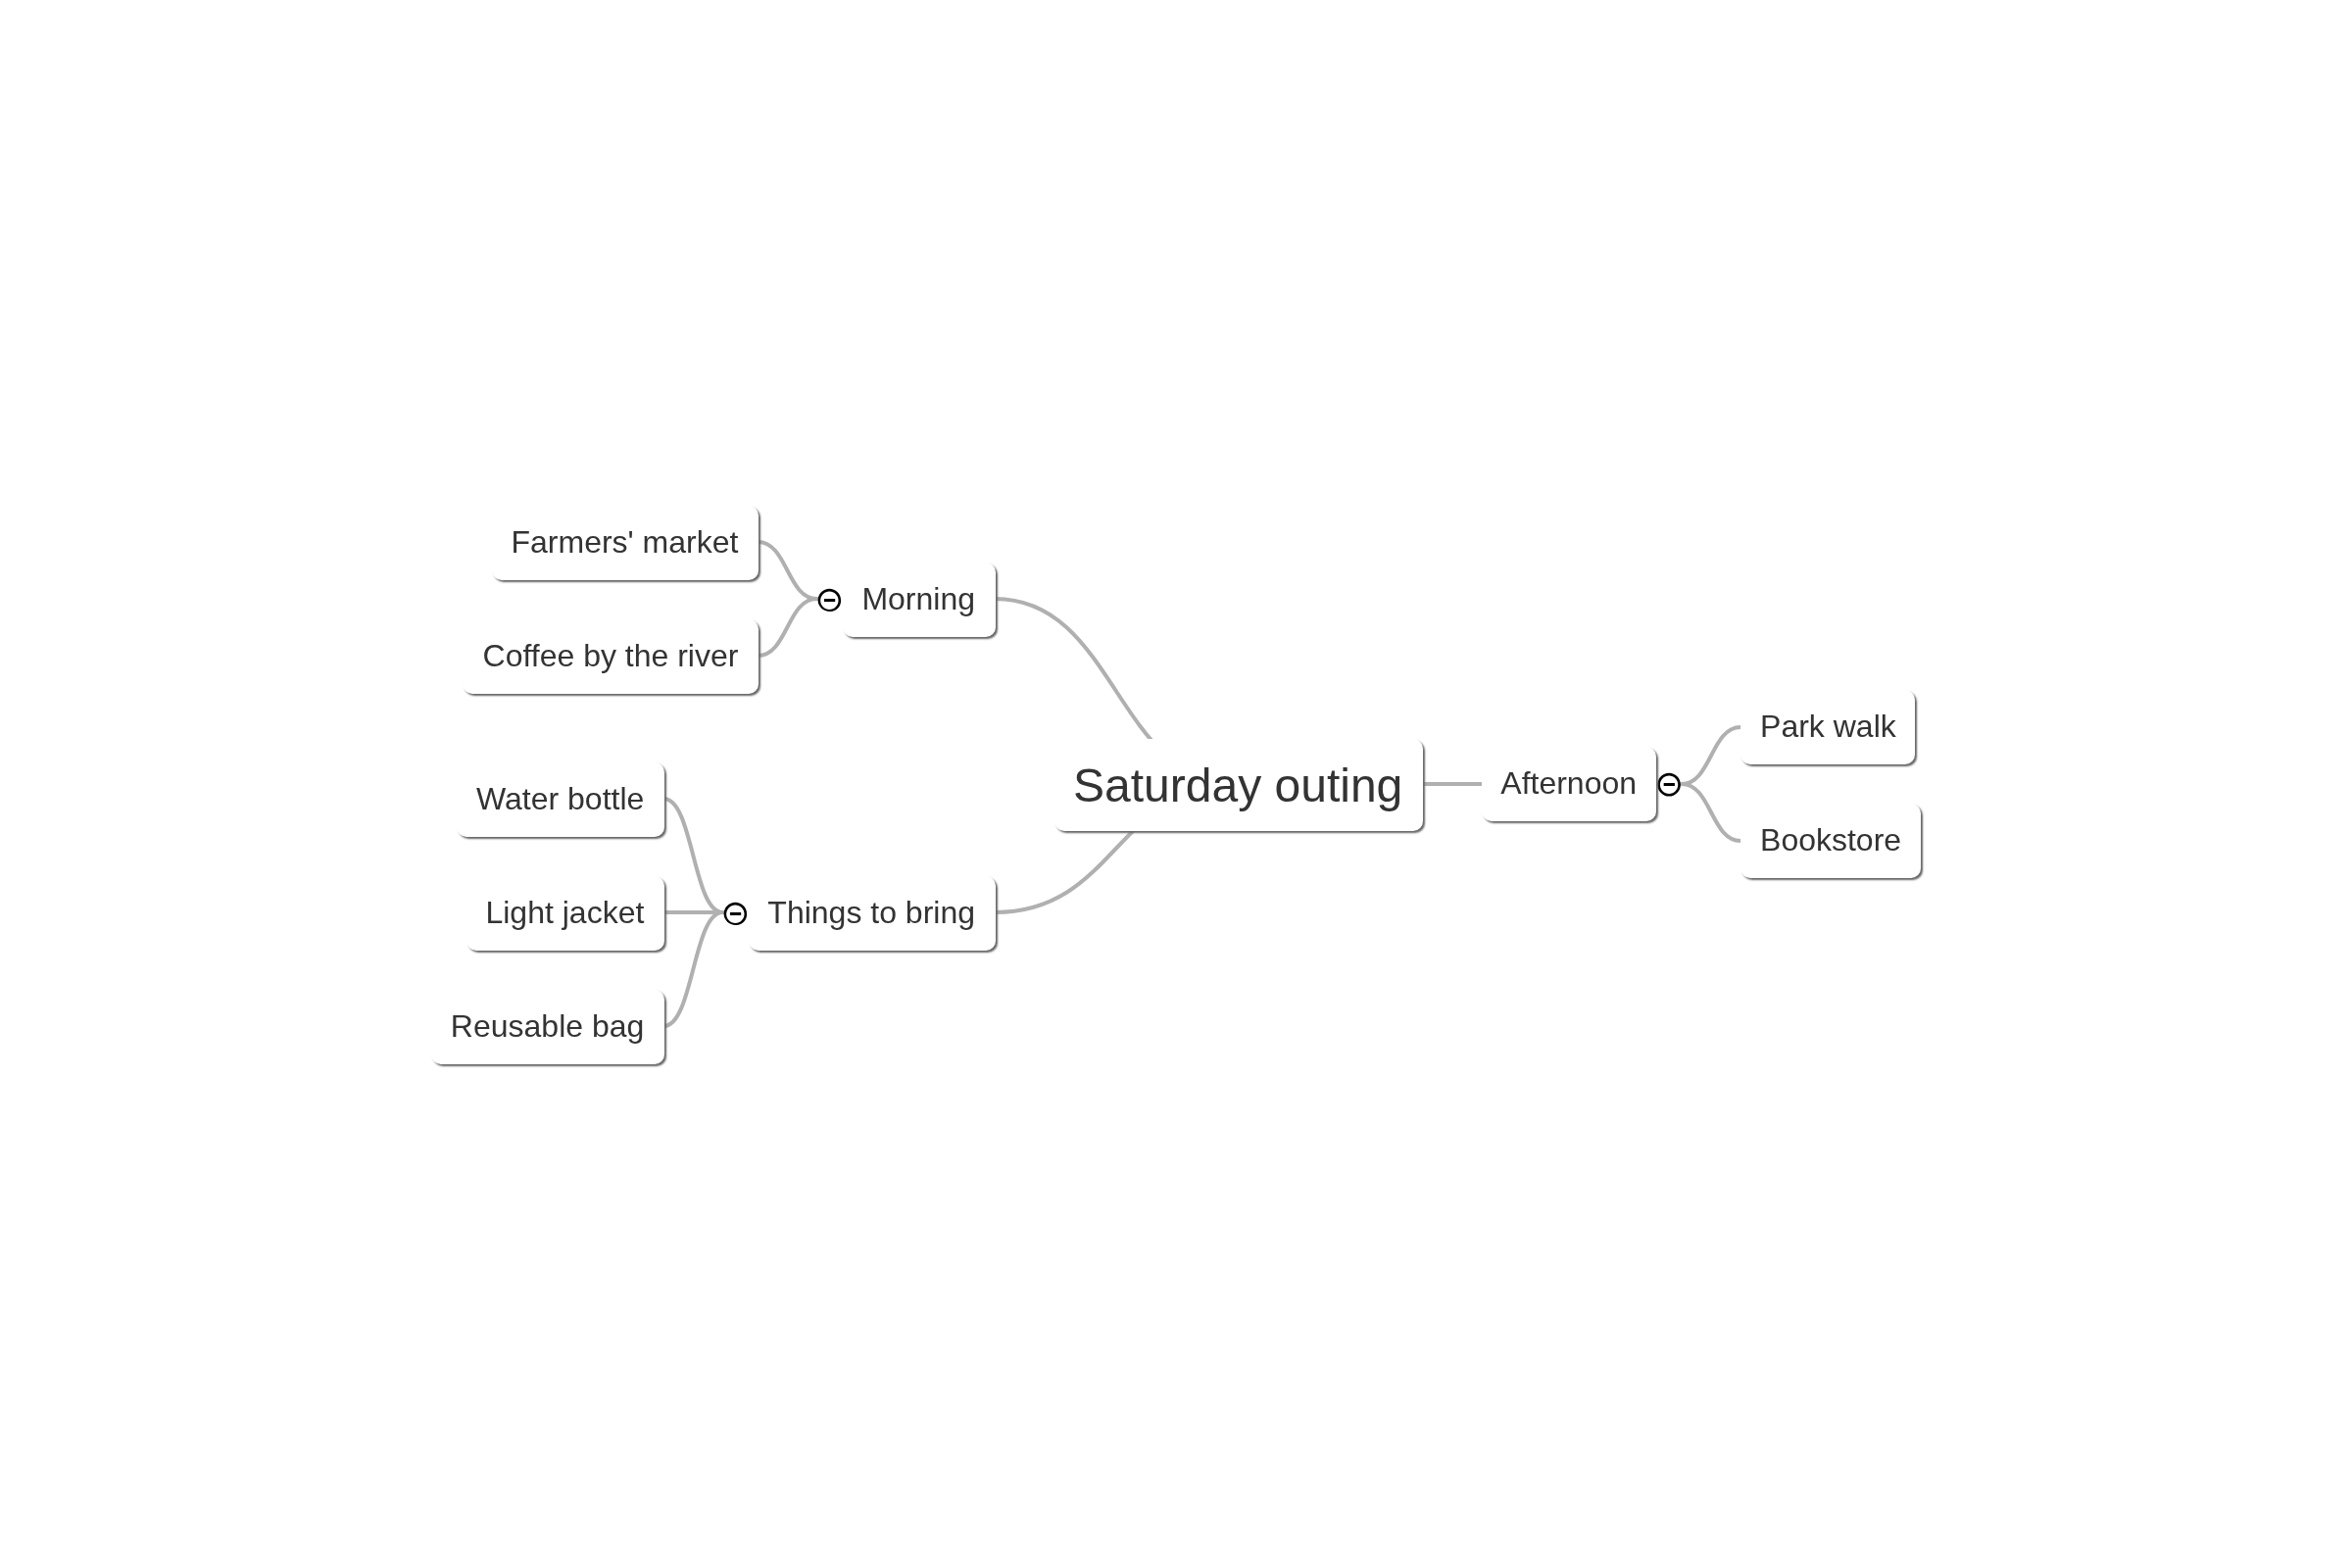 Saturday outing
Morning
Farmers' market
Coffee by the river
Things to bring
Water bottle
Light jacket
Reusable bag
Afternoon
Park walk
Bookstore